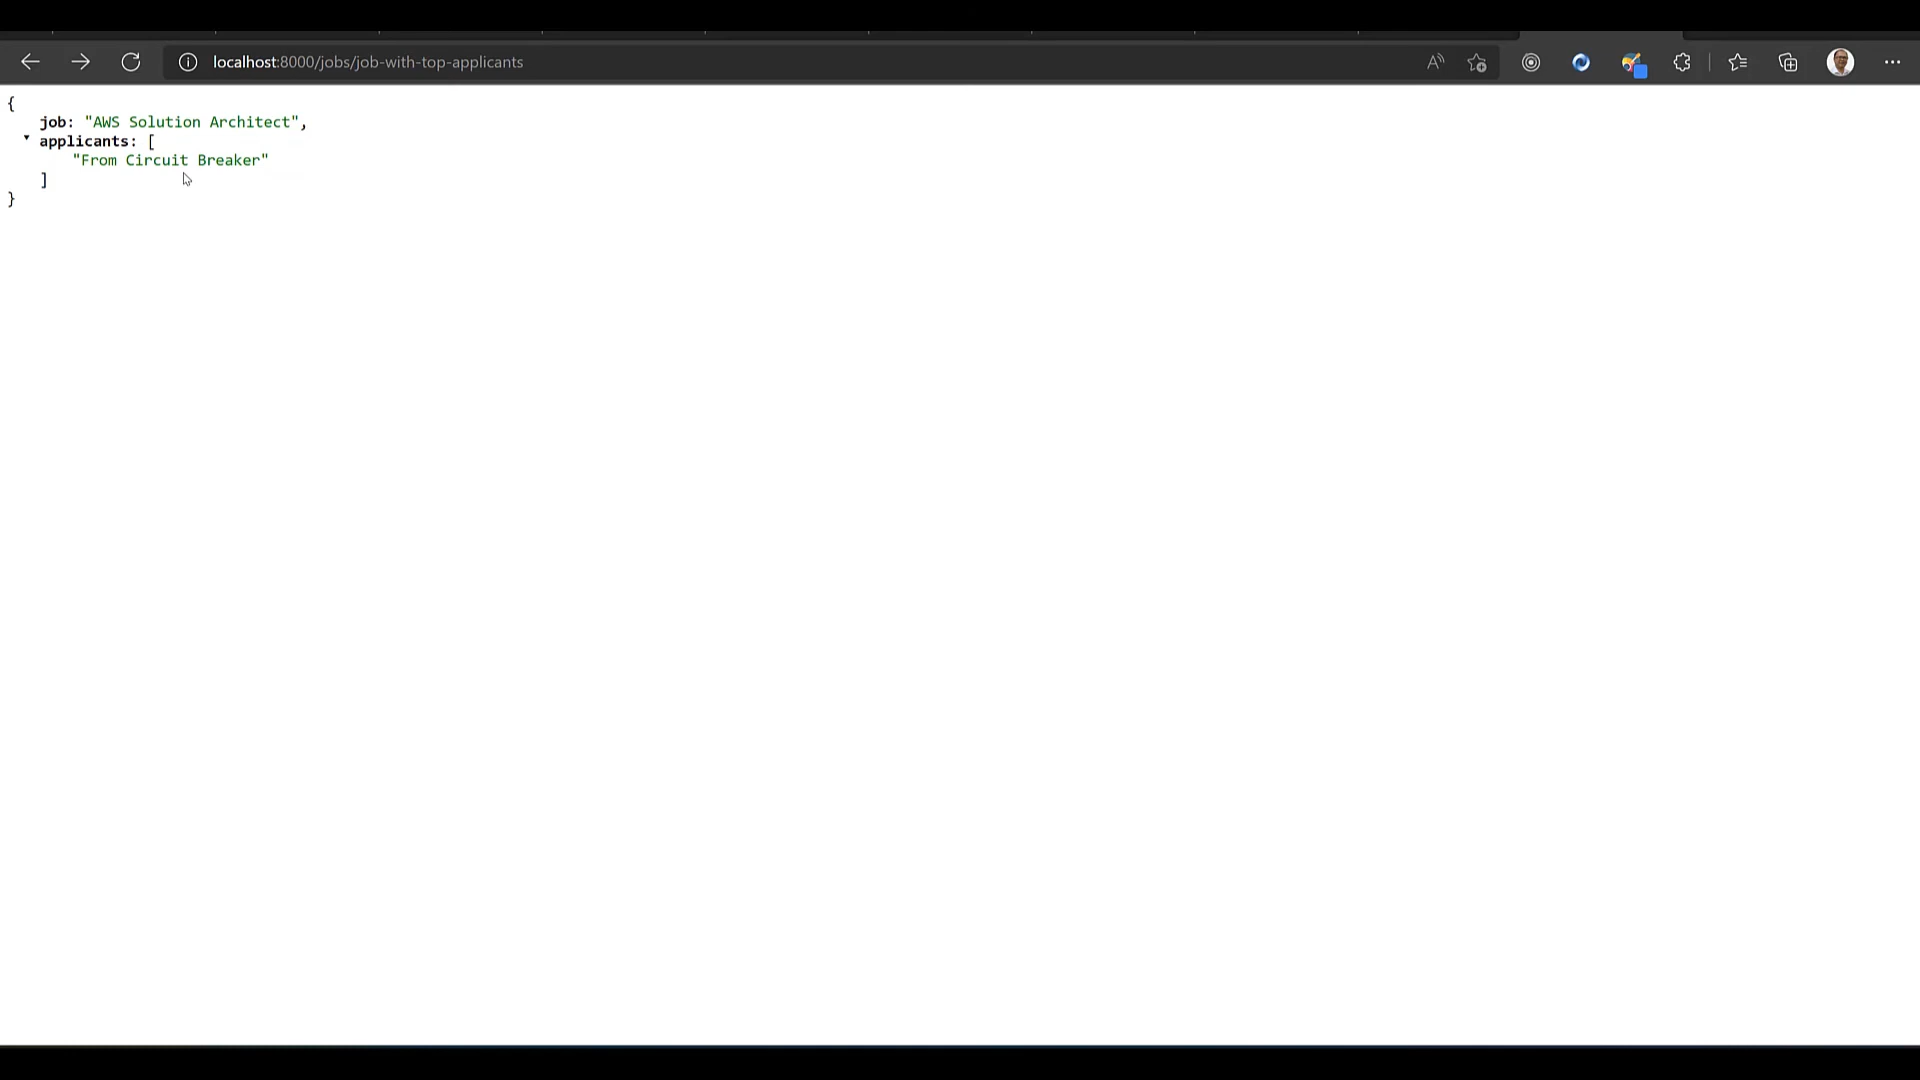 localhost:8000/jobs/job-with-top-applicants
{
job: "AWS Solution Architect",
applicants: [
"From Circuit Breaker"
]
}